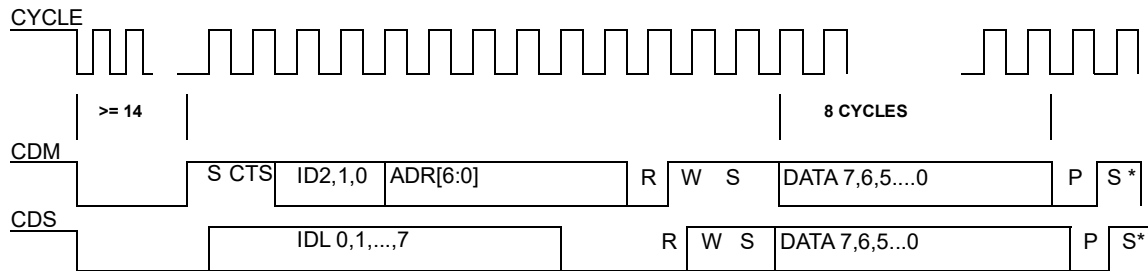 CYCLE
>= 14
8 CYCLES
CDM
S CTS ID2,1,0 ADR[6:0] R W S DATA 7,6,5....0 P S *
CDS
IDL 0,1,...,7 R W S DATA 7,6,5...0 P S*